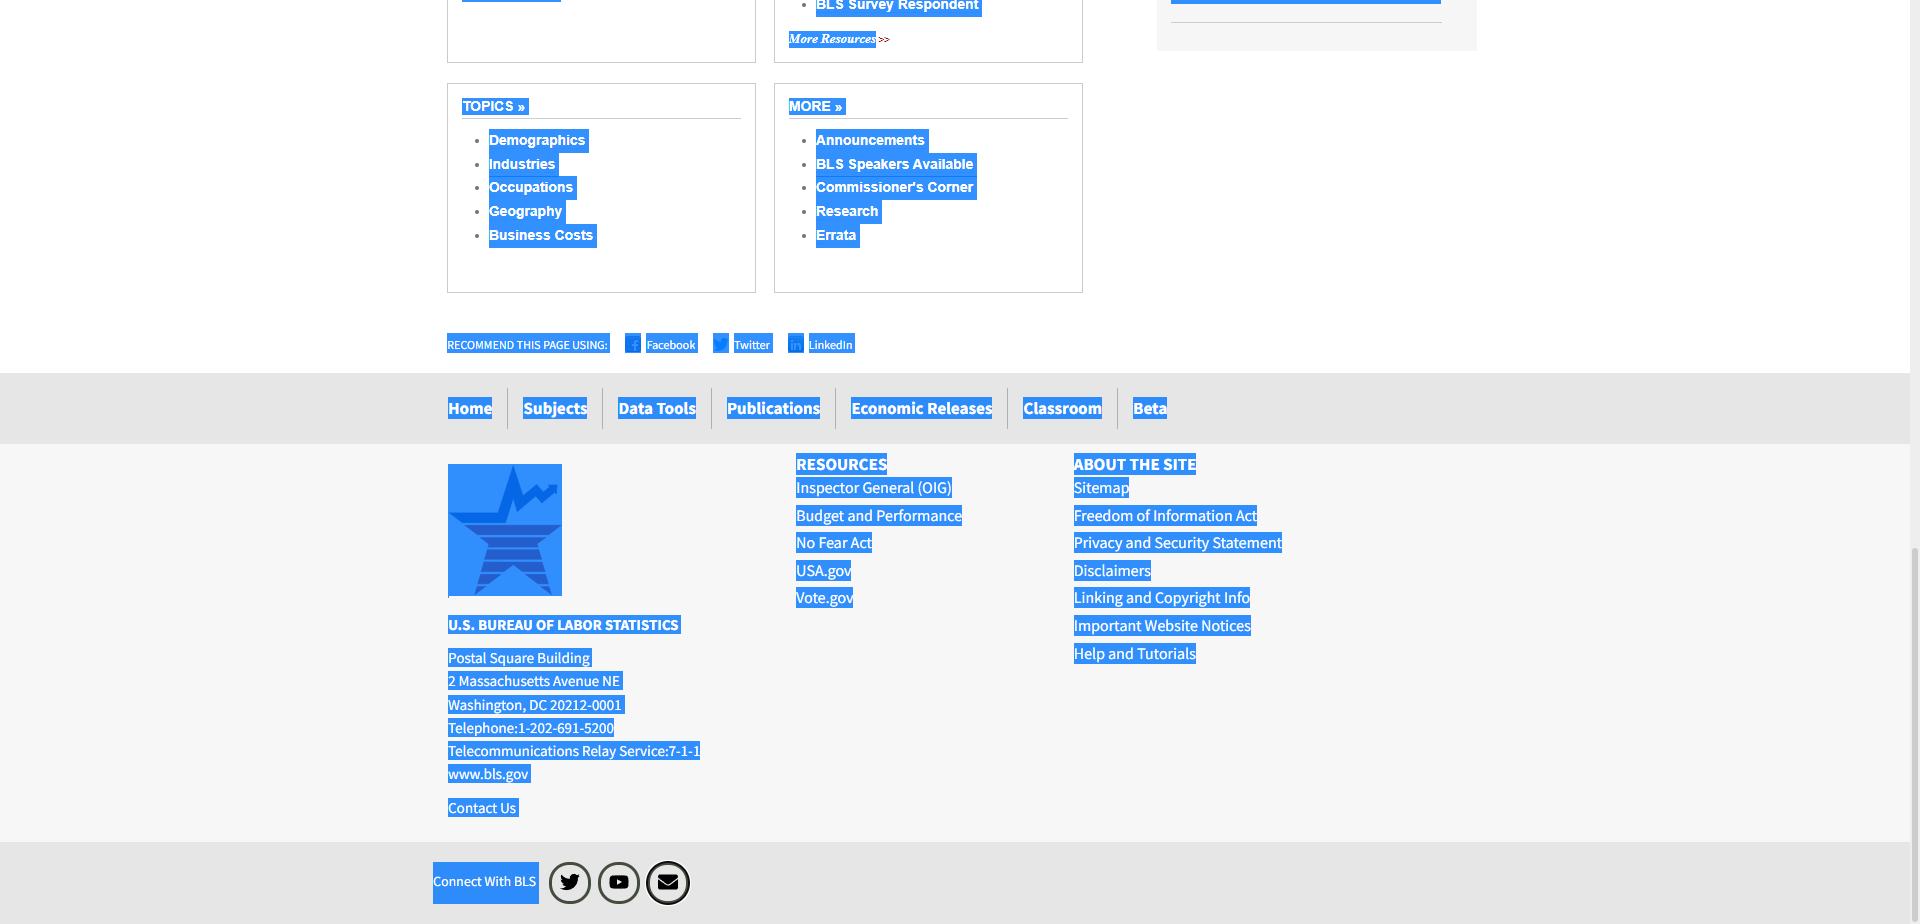 BLS Survey Respondent
More Resources >>
TOPICS »
Demographics
Industries
Occupations
Geography
Business Costs
MORE »
Announcements
BLS Speakers Available
Commissioner's Corner
Research
Errata
RECOMMEND THIS PAGE USING: Facebook Twitter LinkedIn
Home Subjects Data Tools Publications Economic Releases Classroom Beta
U.S. BUREAU OF LABOR STATISTICS
Postal Square Building
2 Massachusetts Avenue NE
Washington, DC 20212-0001
Telephone:1-202-691-5200
Telecommunications Relay Service:7-1-1
www.bls.gov
Contact Us
RESOURCES
Inspector General (OIG)
Budget and Performance
No Fear Act
USA.gov
Vote.gov
ABOUT THE SITE
Sitemap
Freedom of Information Act
Privacy and Security Statement
Disclaimers
Linking and Copyright Info
Important Website Notices
Help and Tutorials
Connect With BLS